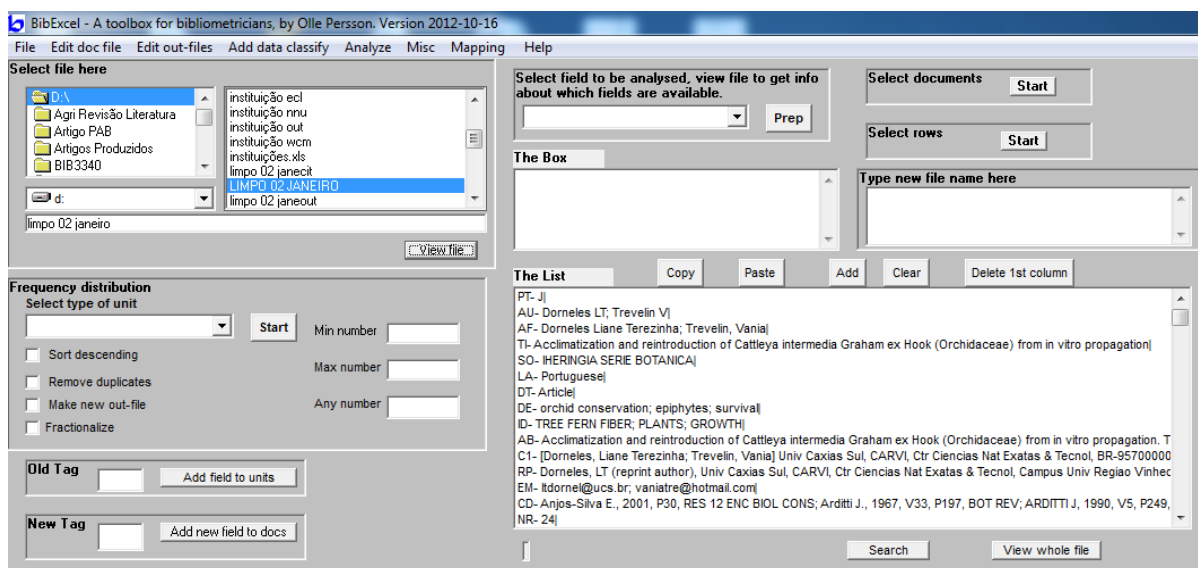 BibExcel - A toolbox for bibliometricians, by Olle Persson. Version 2012-10-16
File Edit doc file Edit out-files Add data classify Analyze Misc Mapping Help
Select file here
D:\
Agri Revisão Literatura
Artigo PAB
Artigos Produzidos
BIB3340
d:
instituição ecl
instituição nnu
instituição out
instituição wcm
instituições.xls
limpo 02 janecit
LIMPO 02 JANEIRO
limpo 02 janeout
limpo 02 janeiro
View file
Frequency distribution
Select type of unit
Start
Sort descending
Remove duplicates
Make new out-file
Fractionalize
Min number
Max number
Any number
Old Tag
Add field to units
New Tag
Add new field to docs
Select field to be analysed, view file to get info
about which fields are available.
Prep
Select documents
Start
Select rows
Start
The Box
Type new file name here
The List
Copy
Paste
Add
Clear
Delete 1st column
PT- J|
AU- Dorneles LT; Trevelin V|
AF- Dorneles Liane Terezinha; Trevelin, Vania|
TI- Acclimatization and reintroduction of Cattleya intermedia Graham ex Hook (Orchidaceae) from in vitro propagation|
SO- IHERINGIA SERIE BOTANICA|
LA- Portuguese|
DT- Article|
DE- orchid conservation; epiphytes; survival|
ID- TREE FERN FIBER; PLANTS; GROWTH|
AB- Acclimatization and reintroduction of Cattleya intermedia Graham ex Hook (Orchidaceae) from in vitro propagation. T
C1- [Dorneles, Liane Terezinha; Trevelin, Vania] Univ Caxias Sul, CARVI, Ctr Ciencias Nat Exatas & Tecnol, BR-95700000
RP- Dorneles, LT (reprint author), Univ Caxias Sul, CARVI, Ctr Ciencias Nat Exatas & Tecnol, Campus Univ Regiao Vinhec
EM- ltdornel@ucs.br; vaniatre@hotmail.com|
CD- Anjos-Silva E., 2001, P30, RES 12 ENC BIOL CONS; Arditti J., 1967, V33, P197, BOT REV; ARDITTI J, 1990, V5, P249,
NR- 24|
Search
View whole file